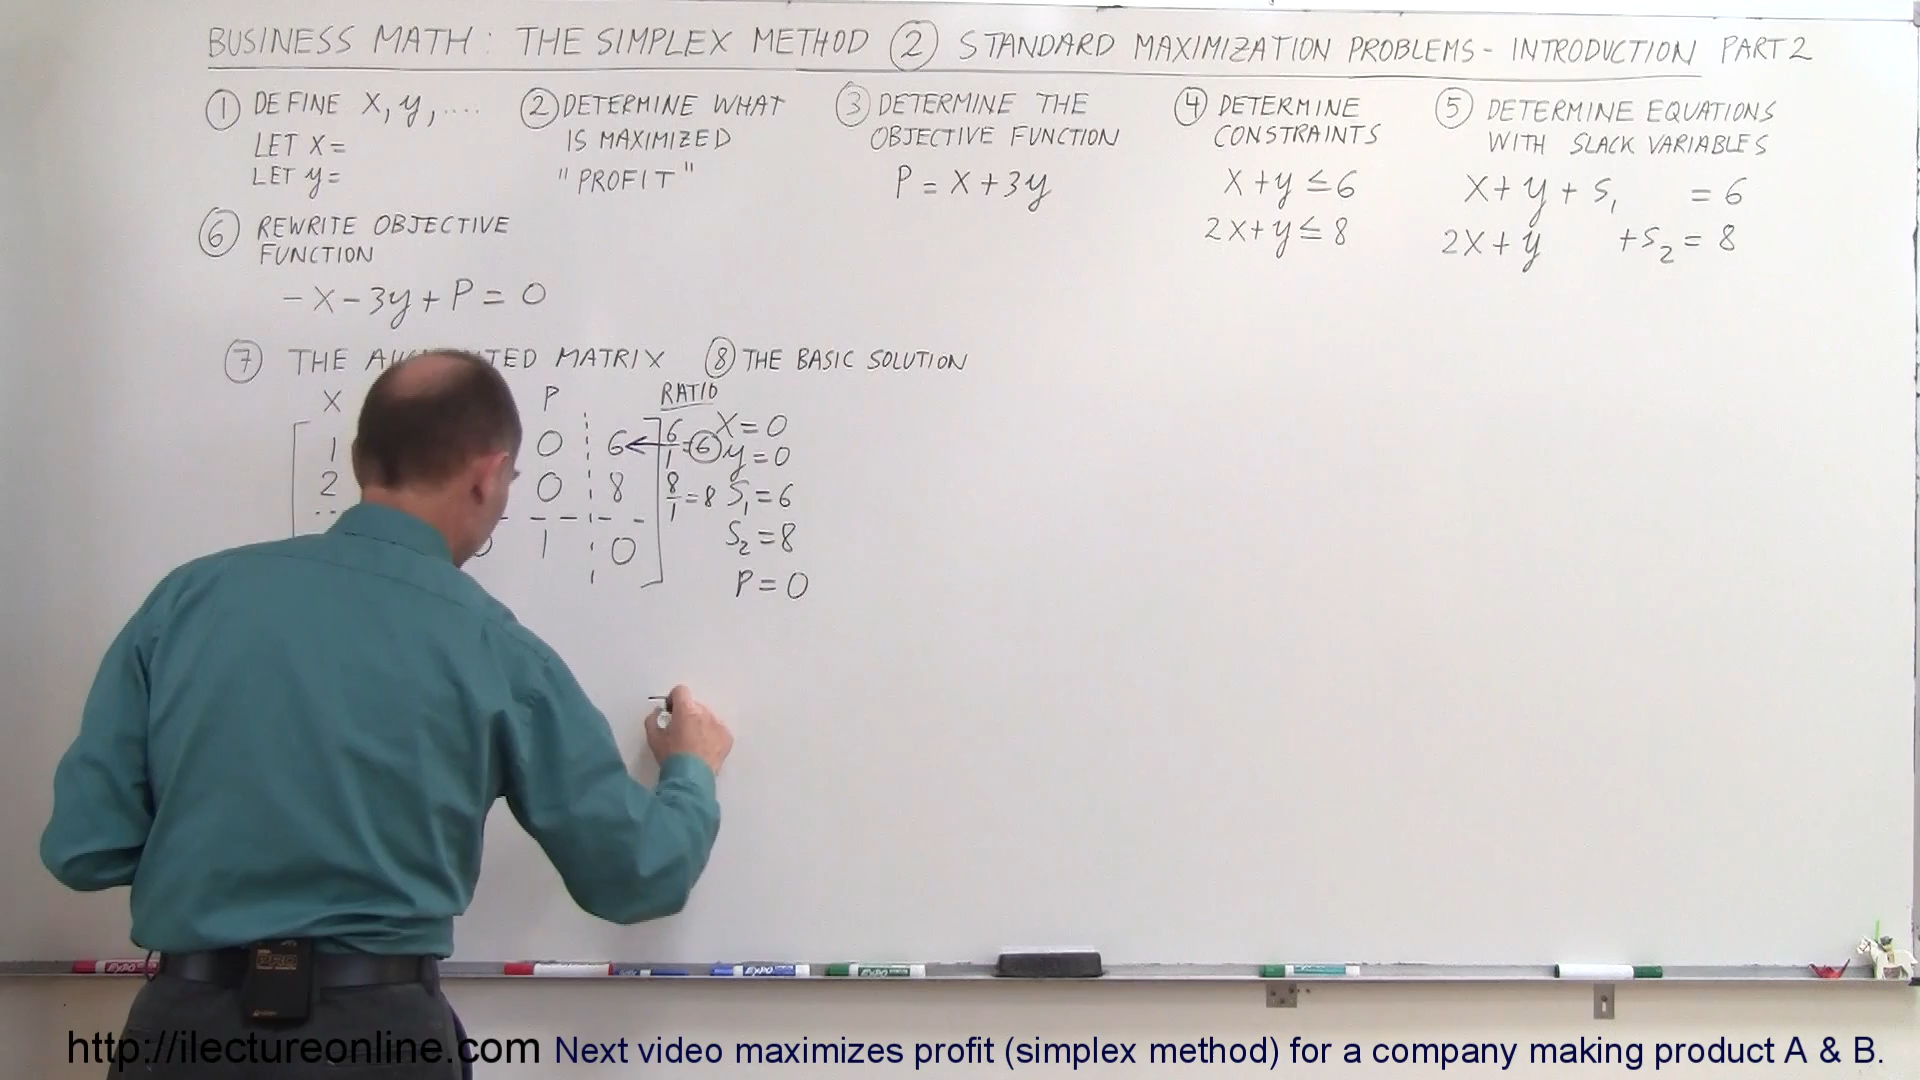 BUSINESS MATH: THE SIMPLEX METHOD ② STANDARD MAXIMIZATION PROBLEMS - INTRODUCTION PART 2
① DEFINE X, y, ....
LET X =
LET y =
② DETERMINE WHAT
IS MAXIMIZED
"PROFIT"
③ DETERMINE THE
OBJECTIVE FUNCTION
P = X + 3y
④ DETERMINE
CONSTRAINTS
X + y ≤ 6
2X + y ≤ 8
⑤ DETERMINE EQUATIONS
WITH SLACK VARIABLES
X + y + S₁ = 6
2X + y + S₂ = 8
⑥ REWRITE OBJECTIVE
FUNCTION
- X - 3y + P = 0
⑦ THE MATRIX
X P RATIO
1 0 6 ← 6/1 = 6
2 0 8 8/1 = 8
1 0
⑧ THE BASIC SOLUTION
X = 0
y = 0
S₁ = 6
S₂ = 8
P = 0
EXPO
EXPO
EXPO
http://ilectureonline.com Next video maximizes profit (simplex method) for a company making product A & B.